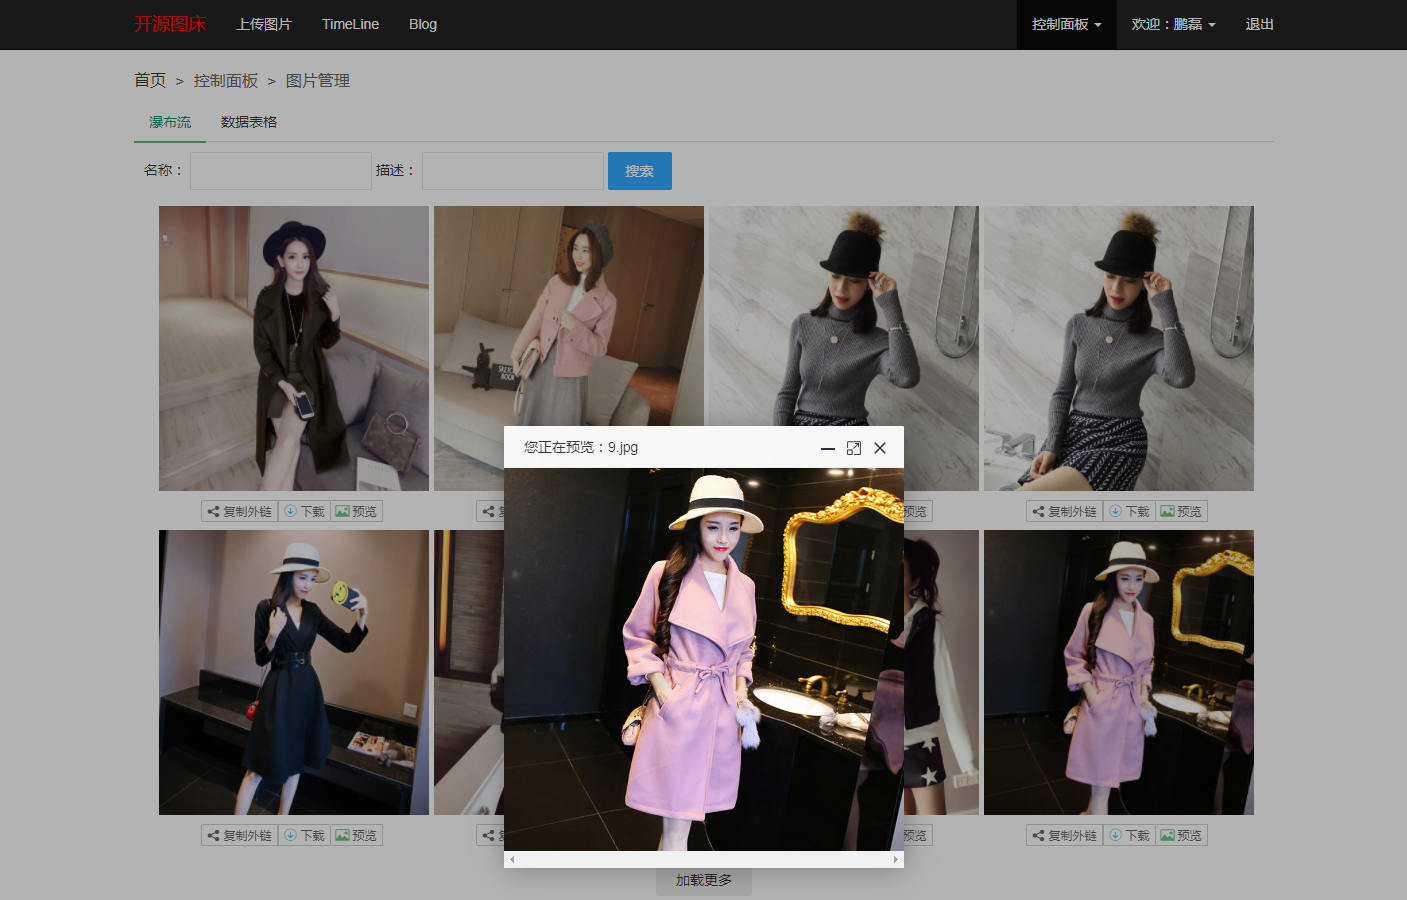 开源图床 上传图片 TimeLine Blog 控制面板 欢迎：鹏磊 退出
首页 > 控制面板 > 图片管理
瀑布流 数据表格
名称： 描述： 搜索
SKETCH
BOOK
您正在预览：9.jpg
复制外链 下载 预览 预览 复制外链 下载 预览
复制外链 下载 预览 预览 复制外链 下载 预览
加载更多